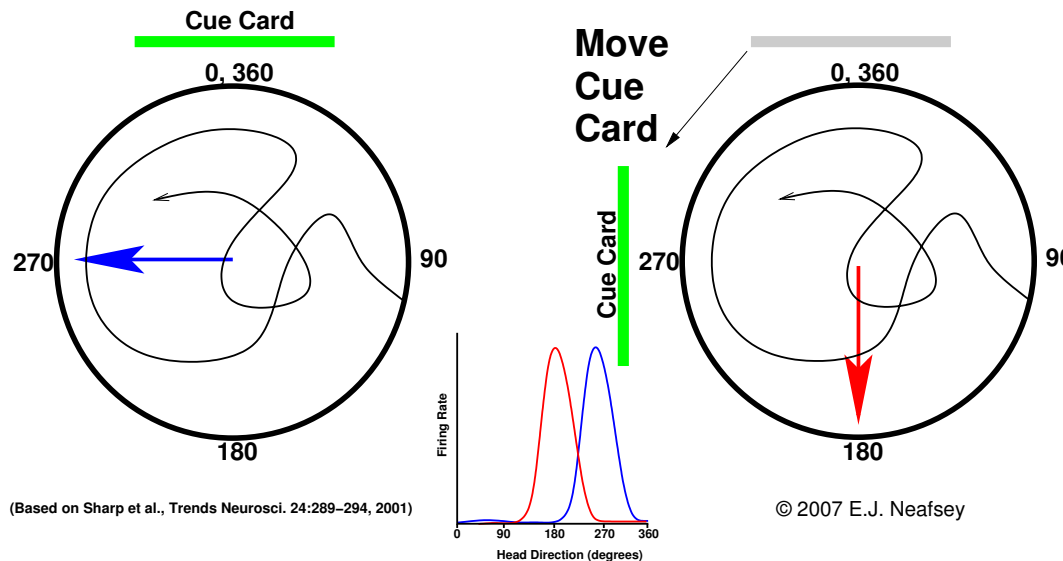 Cue Card
0, 360
270
90
180
(Based on Sharp et al., Trends Neurosci. 24:289–294, 2001)
Move
Cue
Card
0, 360
Cue Card
270
90
180
Firing Rate
0
90
180
270
360
Head Direction (degrees)
© 2007 E.J. Neafsey